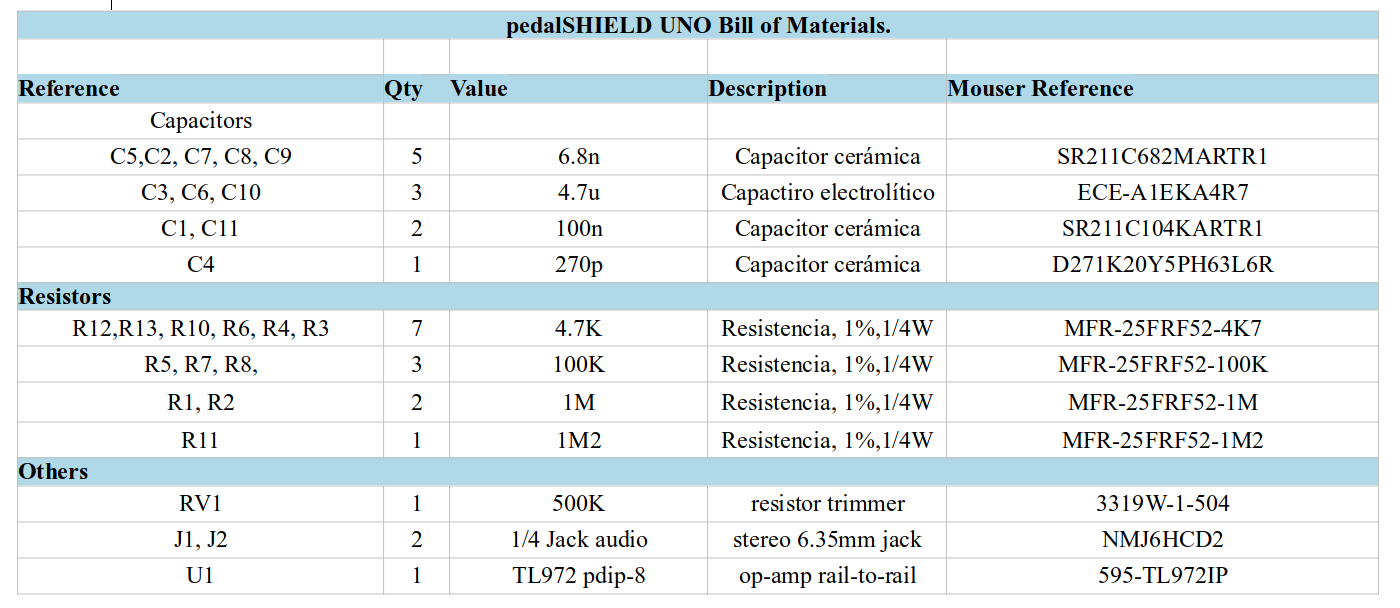 pedalSHIELD UNO Bill of Materials.
Reference Qty Value Description Mouser Reference
Capacitors
C5,C2, C7, C8, C9 5 6.8n Capacitor cerámica SR211C682MARTR1
C3, C6, C10 3 4.7u Capactiro electrolítico ECE-A1EKA4R7
C1, C11 2 100n Capacitor cerámica SR211C104KARTR1
C4 1 270p Capacitor cerámica D271K20Y5PH63L6R
Resistors
R12,R13, R10, R6, R4, R3 7 4.7K Resistencia, 1%,1/4W MFR-25FRF52-4K7
R5, R7, R8, 3 100K Resistencia, 1%,1/4W MFR-25FRF52-100K
R1, R2 2 1M Resistencia, 1%,1/4W MFR-25FRF52-1M
R11 1 1M2 Resistencia, 1%,1/4W MFR-25FRF52-1M2
Others
RV1 1 500K resistor trimmer 3319W-1-504
J1, J2 2 1/4 Jack audio stereo 6.35mm jack NMJ6HCD2
U1 1 TL972 pdip-8 op-amp rail-to-rail 595-TL972IP